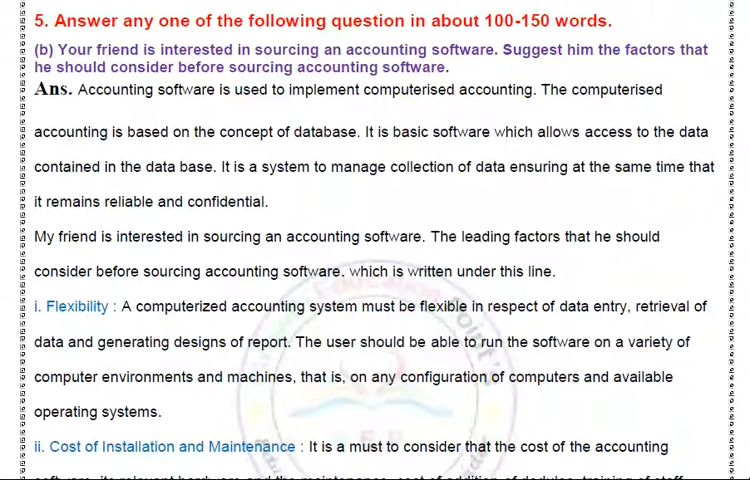 5. Answer any one of the following question in about 100-150 words.
(b) Your friend is interested in sourcing an accounting software. Suggest him the factors that
he should consider before sourcing accounting software.
Ans. Accounting software is used to implement computerised accounting. The computerised
accounting is based on the concept of database. It is basic software which allows access to the data
contained in the data base. It is a system to manage collection of data ensuring at the same time that
it remains reliable and confidential.
My friend is interested in sourcing an accounting software. The leading factors that he should
consider before sourcing accounting software. which is written under this line.
i. Flexibility : A computerized accounting system must be flexible in respect of data entry, retrieval of
data and generating designs of report. The user should be able to run the software on a variety of
computer environments and machines, that is, on any configuration of computers and available
operating systems.
ii. Cost of Installation and Maintenance : It is a must to consider that the cost of the accounting